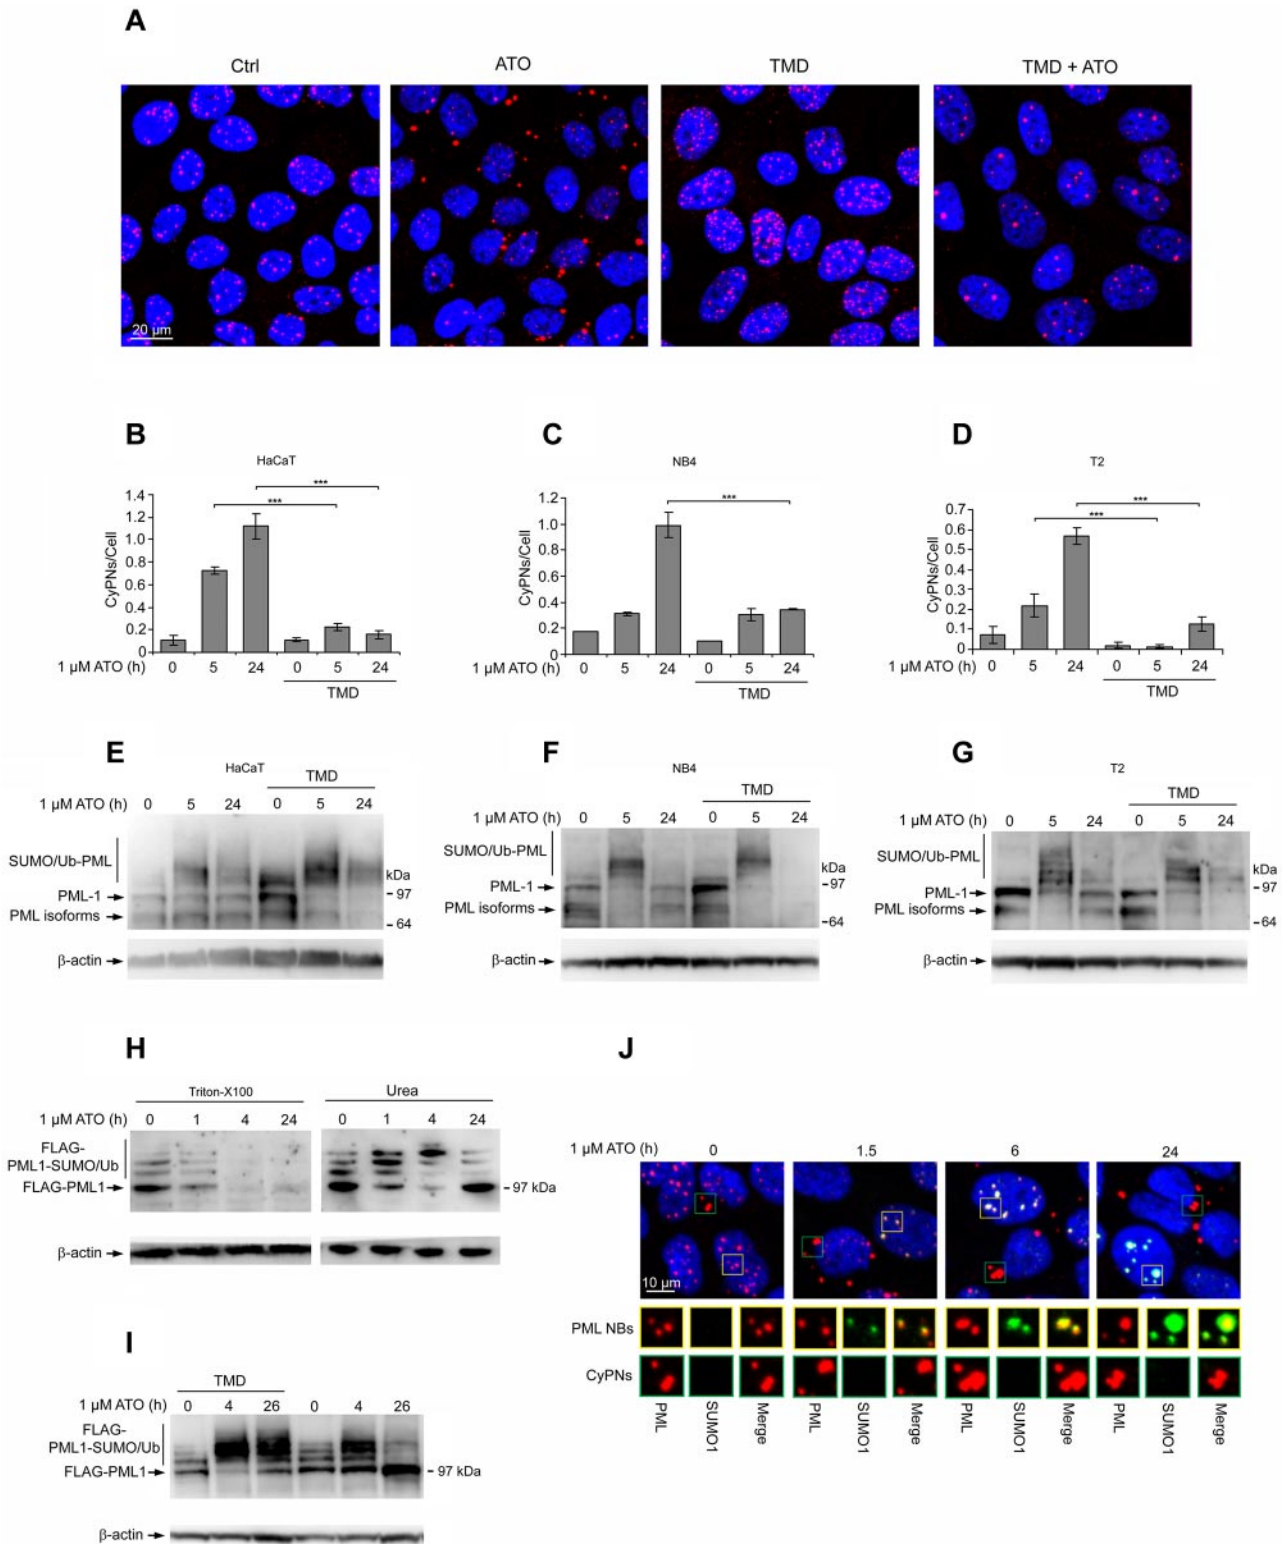 A
Ctrl ATO TMD TMD + ATO
20 µm
B C D
HaCaT NB4 T2
CyPNs/Cell
1.4
1.2
1.0
0.8
0.6
0.4
0.2
0
***
***
1 µM ATO (h) 0 5 24 0 5 24
TMD
CyPNs/Cell
1.2
1.0
0.8
0.6
0.4
0.2
0
***
1 µM ATO (h) 0 5 24 0 5 24
TMD
CyPNs/Cell
0.7
0.6
0.5
0.4
0.3
0.2
0.1
0
***
***
1 µM ATO (h) 0 5 24 0 5 24
TMD
E
HaCaT
TMD
1 µM ATO (h) 0 5 24 0 5 24
SUMO/Ub-PML
kDa
PML-1 97
PML isoforms 64
β-actin
F
NB4
TMD
1 µM ATO (h) 0 5 24 0 5 24
SUMO/Ub-PML
kDa
PML-1 97
PML isoforms 64
β-actin
G
T2
TMD
1 µM ATO (h) 0 5 24 0 5 24
SUMO/Ub-PML
kDa
PML-1 97
PML isoforms 64
β-actin
H
Triton-X100 Urea
1 µM ATO (h) 0 1 4 24 0 1 4 24
FLAG-
PML1-SUMO/Ub
FLAG-PML1 - 97 kDa
β-actin
I
TMD
1 µM ATO (h) 0 4 26 0 4 26
FLAG-
PML1-SUMO/Ub
FLAG-PML1 - 97 kDa
β-actin
J
1 µM ATO (h) 0 1.5 6 24
10 µm
PML NBs
CyPNs
PML SUMO1 Merge PML SUMO1 Merge PML SUMO1 Merge PML SUMO1 Merge